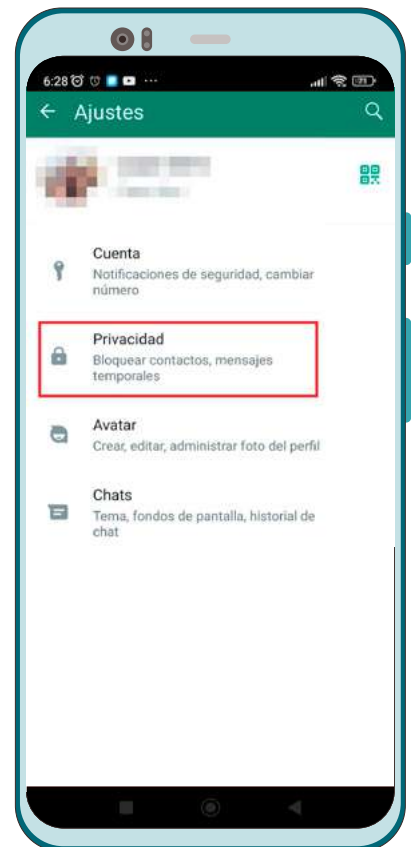 6:28
71
Ajustes
Cuenta
Notificaciones de seguridad, cambiar
número
Privacidad
Bloquear contactos, mensajes
temporales
Avatar
Crear, editar, administrar foto del perfil
Chats
Tema, fondos de pantalla, historial de
chat